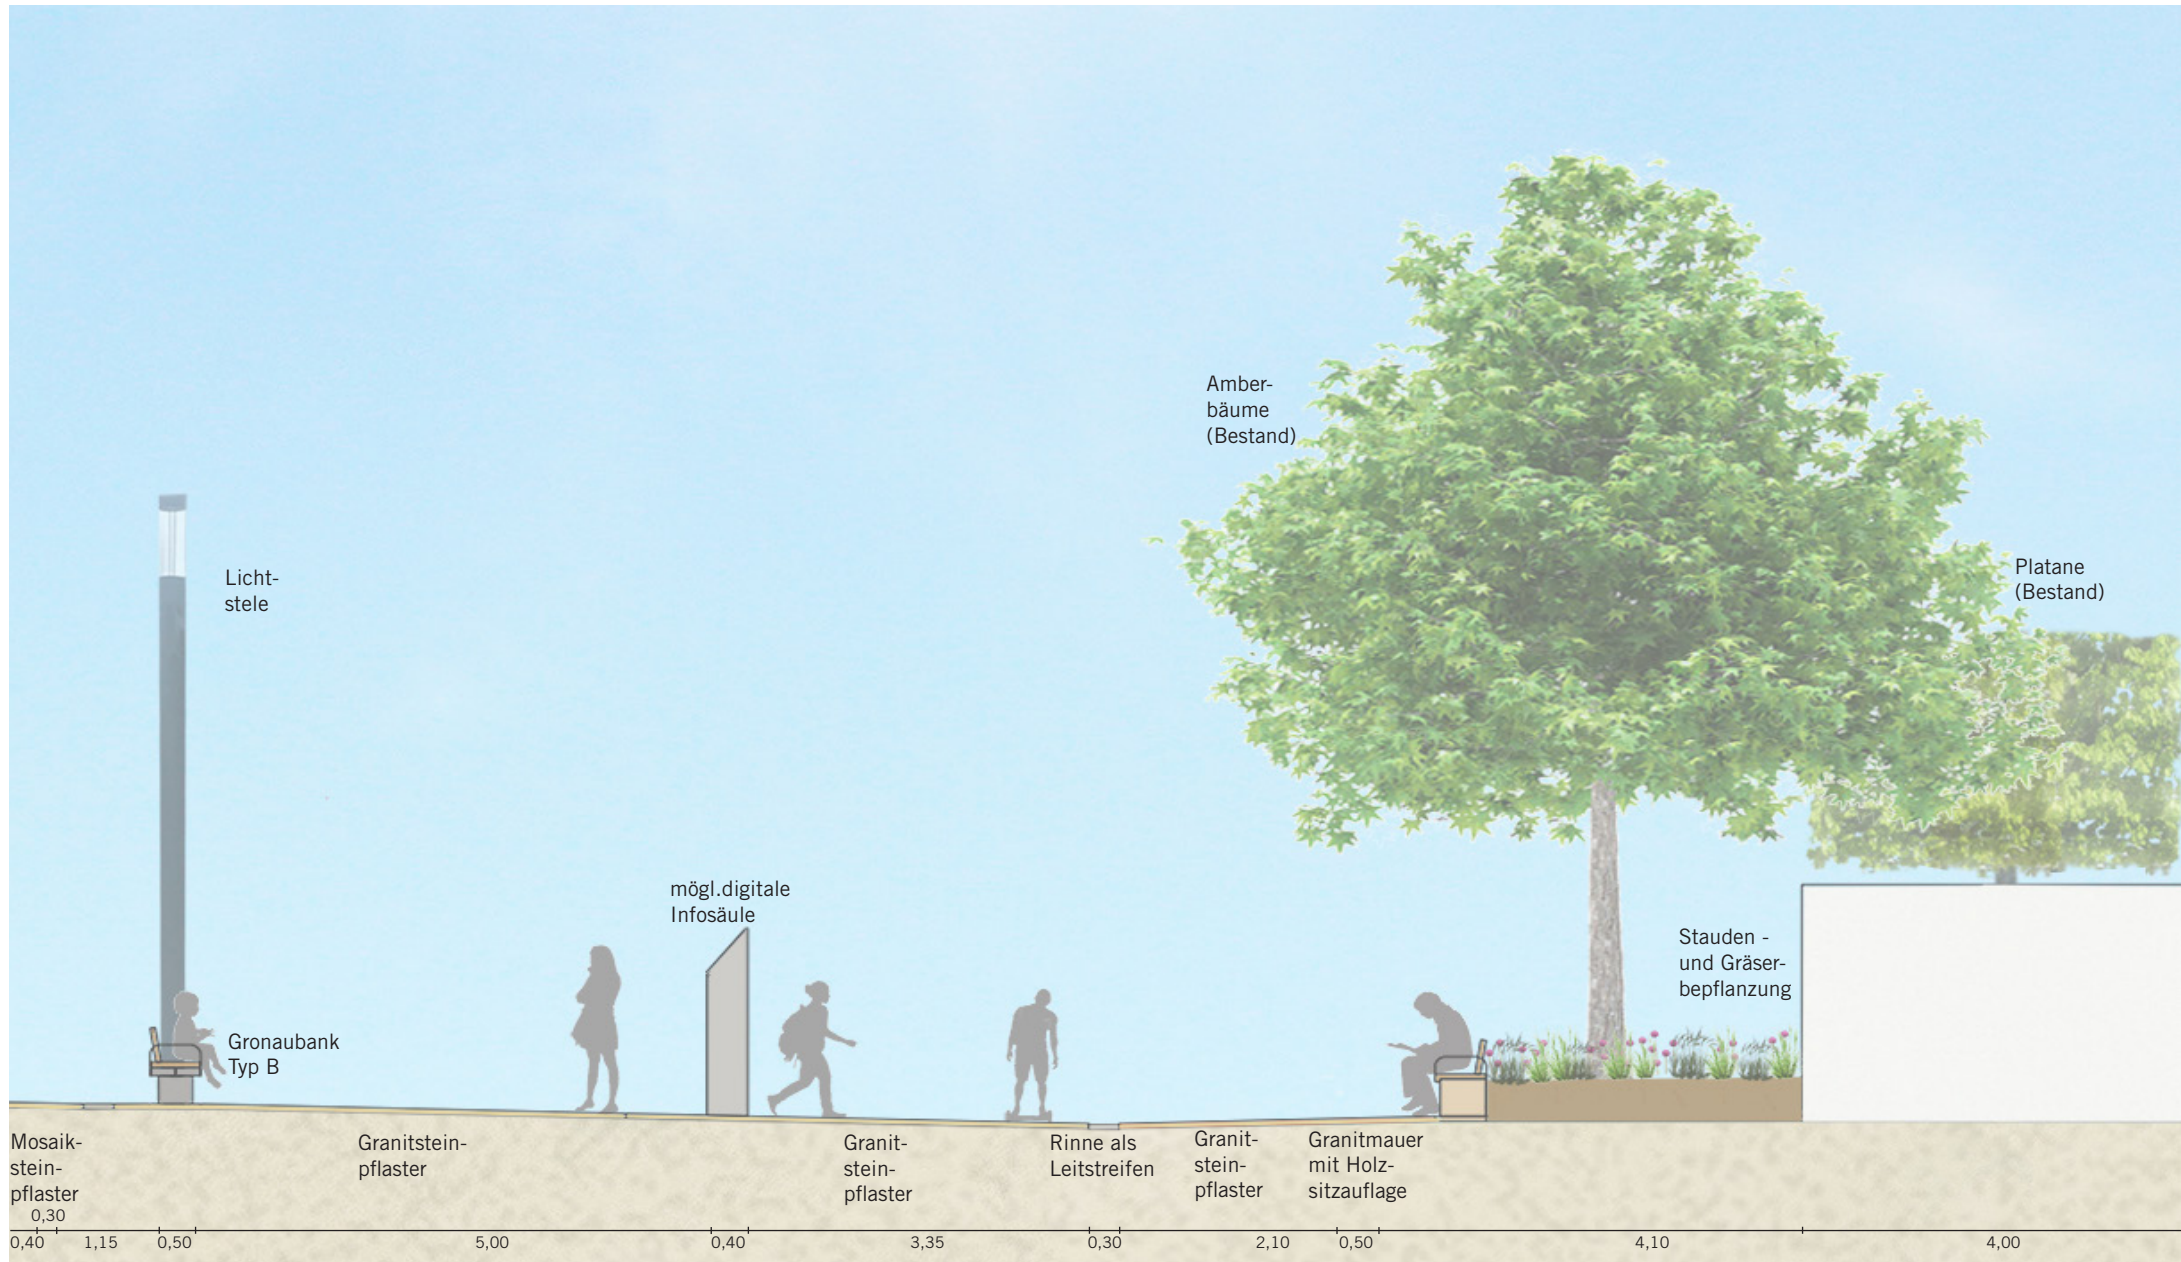 Amber-
bäume
(Bestand)
Platane
(Bestand)
Licht-
stele
mögl.digitale
Infosäule
Stauden -
und Gräser-
bepflanzung
Gronaubank
Typ B
Mosaik-
stein-
pflaster
Granitstein-
pflaster
Granit-
stein-
pflaster
Rinne als
Leitstreifen
Granit-
stein-
pflaster
Granitmauer
mit Holz-
sitzauflage
0,30
0,40 1,15 0,50 5,00 0,40 3,35 0,30 2,10 0,50 4,10 4,00